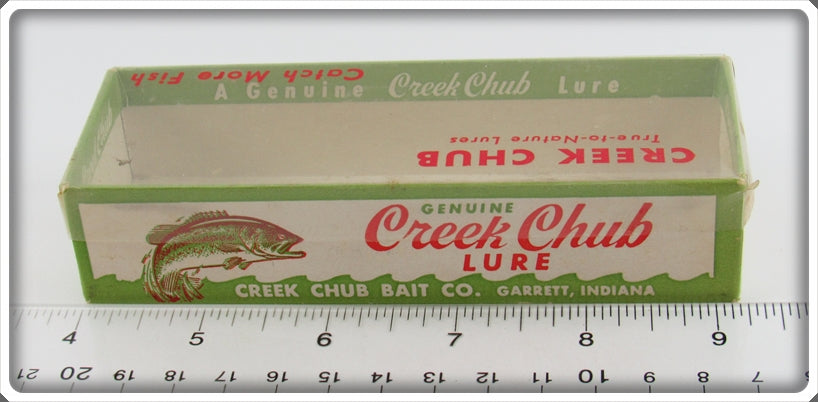 Catch More Fish
A Genuine Creek Chub Lure
True-to-Nature Lures
CREEK CHUB
GENUINE
Creek Chub
LURE
CREEK CHUB BAIT CO. GARRETT, INDIANA
4 5 6 7 8 9
21 20 19 18 17 16 15 14 13 12 11 10 9 8 7